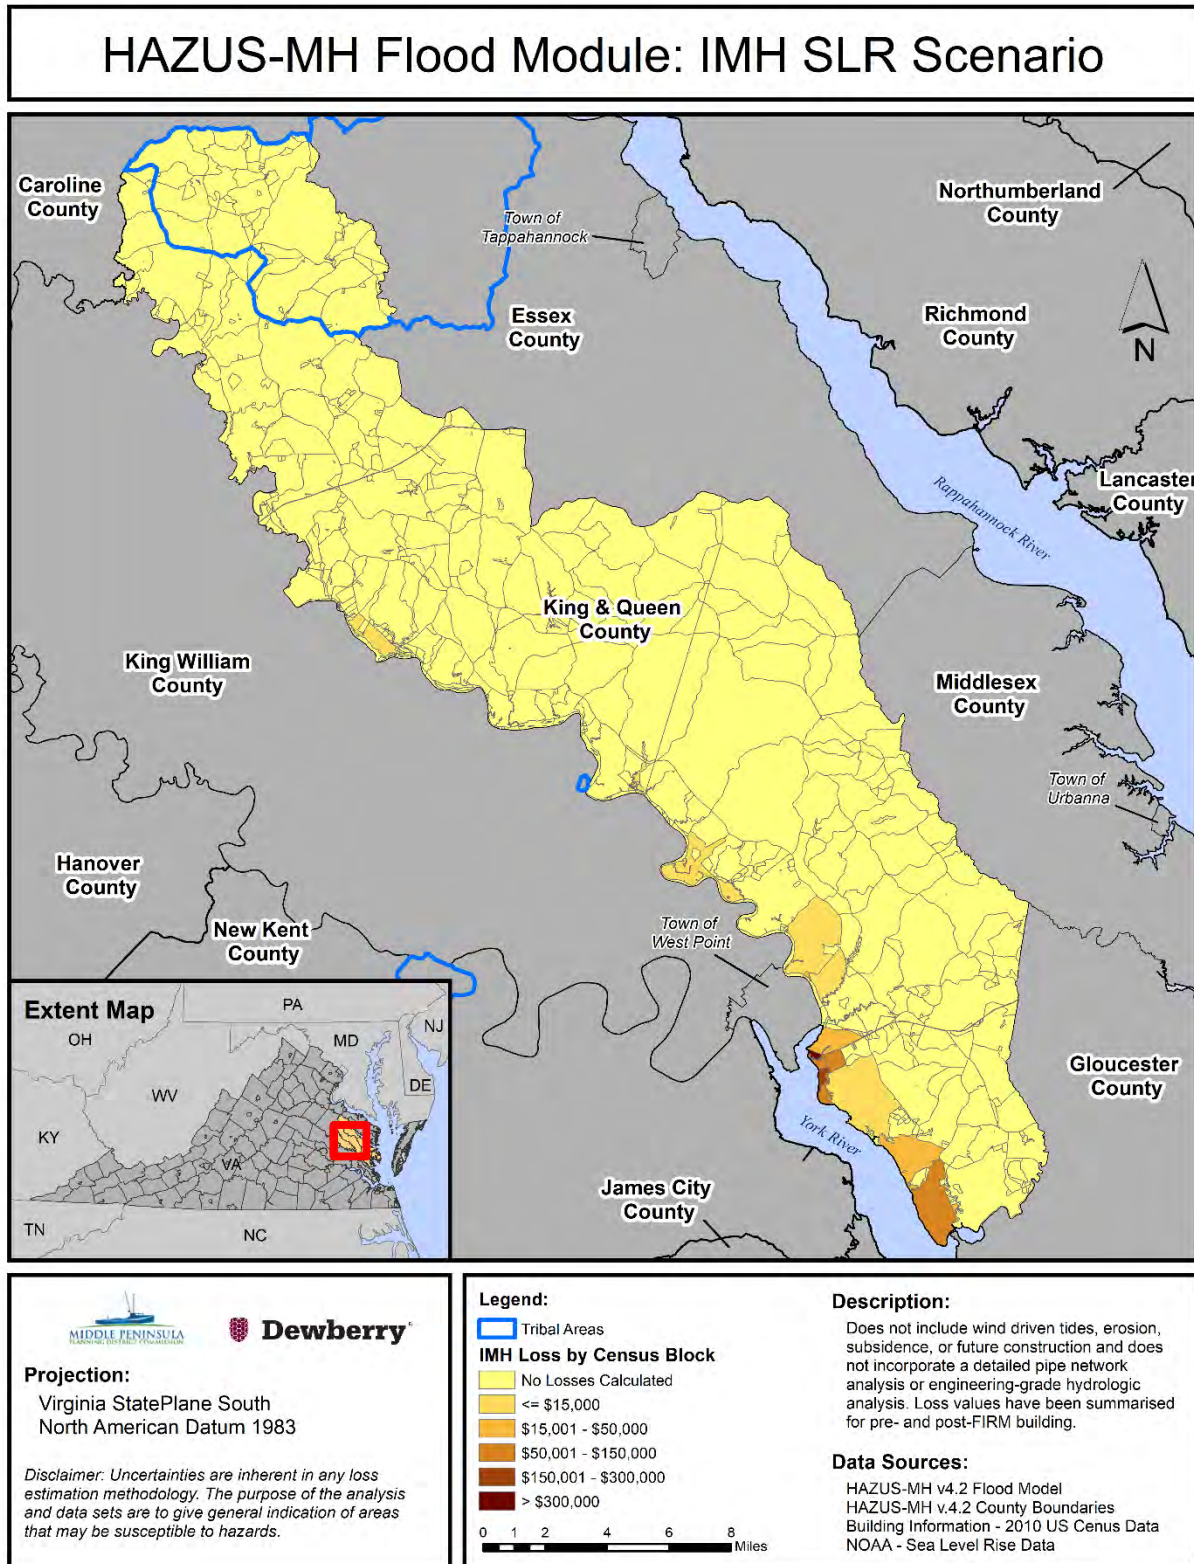 HAZUS-MH Flood Module: IMH SLR Scenario
Caroline
County
Town of
Tappahannock
Northumberland
County
Essex
County
Richmond
County
N
Lancaster
County
Rappahannock River
King & Queen
County
King William
County
Middlesex
County
Town of
Urbanna
Hanover
County
New Kent
County
Town of
West Point
Gloucester
County
York River
James City
County
Extent Map
PA
OH
NJ
MD
DE
WV
KY
VA
TN
NC
MIDDLE PENINSULA
PLANNING DISTRICT COMMISSION
Dewberry
Projection:
Virginia StatePlane South
North American Datum 1983
Disclaimer: Uncertainties are inherent in any loss
estimation methodology. The purpose of the analysis
and data sets are to give general indication of areas
that may be susceptible to hazards.
Legend:
Tribal Areas
IMH Loss by Census Block
No Losses Calculated
<= $15,000
$15,001 - $50,000
$50,001 - $150,000
$150,001 - $300,000
> $300,000
0 1 2 4 6 8
Miles
Description:
Does not include wind driven tides, erosion,
subsidence, or future construction and does
not incorporate a detailed pipe network
analysis or engineering-grade hydrologic
analysis. Loss values have been summarised
for pre- and post-FIRM building.
Data Sources:
HAZUS-MH v4.2 Flood Model
HAZUS-MH v.4.2 County Boundaries
Building Information - 2010 US Cenus Data
NOAA - Sea Level Rise Data